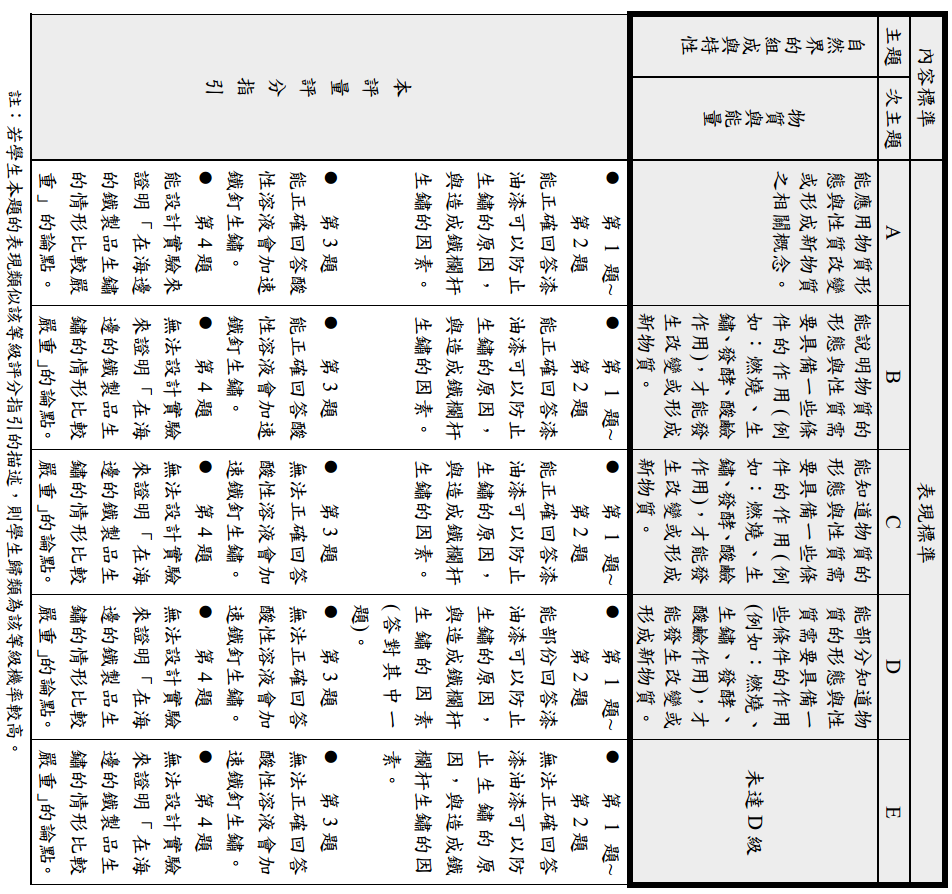 內容標準
表現標準
主題
次主題
A
B
C
D
E
自然界的組成與特性
物質與能量
能應用物質形
態與性質改變
或形成新物質
之相關概念。
能說明物質的
形態與性質需
要具備一些條
件的作用(例
如：燃燒、生
鏽、發酵、酸鹼
作用)，才能發
生改變或形成
新物質。
能知道物質的
形態與性質需
要具備一些條
件的作用(例
如：燃燒、生
鏽、發酵、酸鹼
作用)，才能發
生改變或形成
新物質。
能部分知道物
質的形態與性
質需要具備一
些條件的作用
(例如：燃燒、
生鏽、發酵、
酸鹼作用)，才
能發生改變或
形成新物質。
未達D級
本評量評分指引
● 第1題~
第2題
能正確回答漆
油漆可以防止
生鏽的原因，
與造成鐵欄杆
生鏽的因素。
● 第3題
能正確回答酸
性溶液會加速
鐵釘生鏽。
● 第4題
能設計實驗來
證明「在海邊
的鐵製品生鏽
的情形比較嚴
重」的論點。
● 第1題~
第2題
能正確回答漆
油漆可以防止
生鏽的原因，
與造成鐵欄杆
生鏽的因素。
● 第3題
能正確回答酸
性溶液會加速
鐵釘生鏽。
● 第4題
無法設計實驗
來證明「在海
邊的鐵製品生
鏽的情形比較
嚴重」的論點。
● 第1題~
第2題
能正確回答漆
油漆可以防止
生鏽的原因，
與造成鐵欄杆
生鏽的因素。
● 第3題
無法正確回答
酸性溶液會加
速鐵釘生鏽。
● 第4題
無法設計實驗
來證明「在海
邊的鐵製品生
鏽的情形比較
嚴重」的論點。
● 第1題~
第2題
能部份回答漆
油漆可以防止
生鏽的原因，
與造成鐵欄杆
生鏽的因素
(答對其中一
題)。
● 第3題
無法正確回答
酸性溶液會加
速鐵釘生鏽。
● 第4題
無法設計實驗
來證明「在海
邊的鐵製品生
鏽的情形比較
嚴重」的論點。
● 第1題~
第2題
無法正確回答
漆油漆可以防
止生鏽的原
因，與造成鐵
欄杆生鏽的因
素。
● 第3題
無法正確回答
酸性溶液會加
速鐵釘生鏽。
● 第4題
無法設計實驗
來證明「在海
邊的鐵製品生
鏽的情形比較
嚴重」的論點。
註：若學生本題的表現類似該等級評分指引的描述，則學生歸類為該等級機率較高。